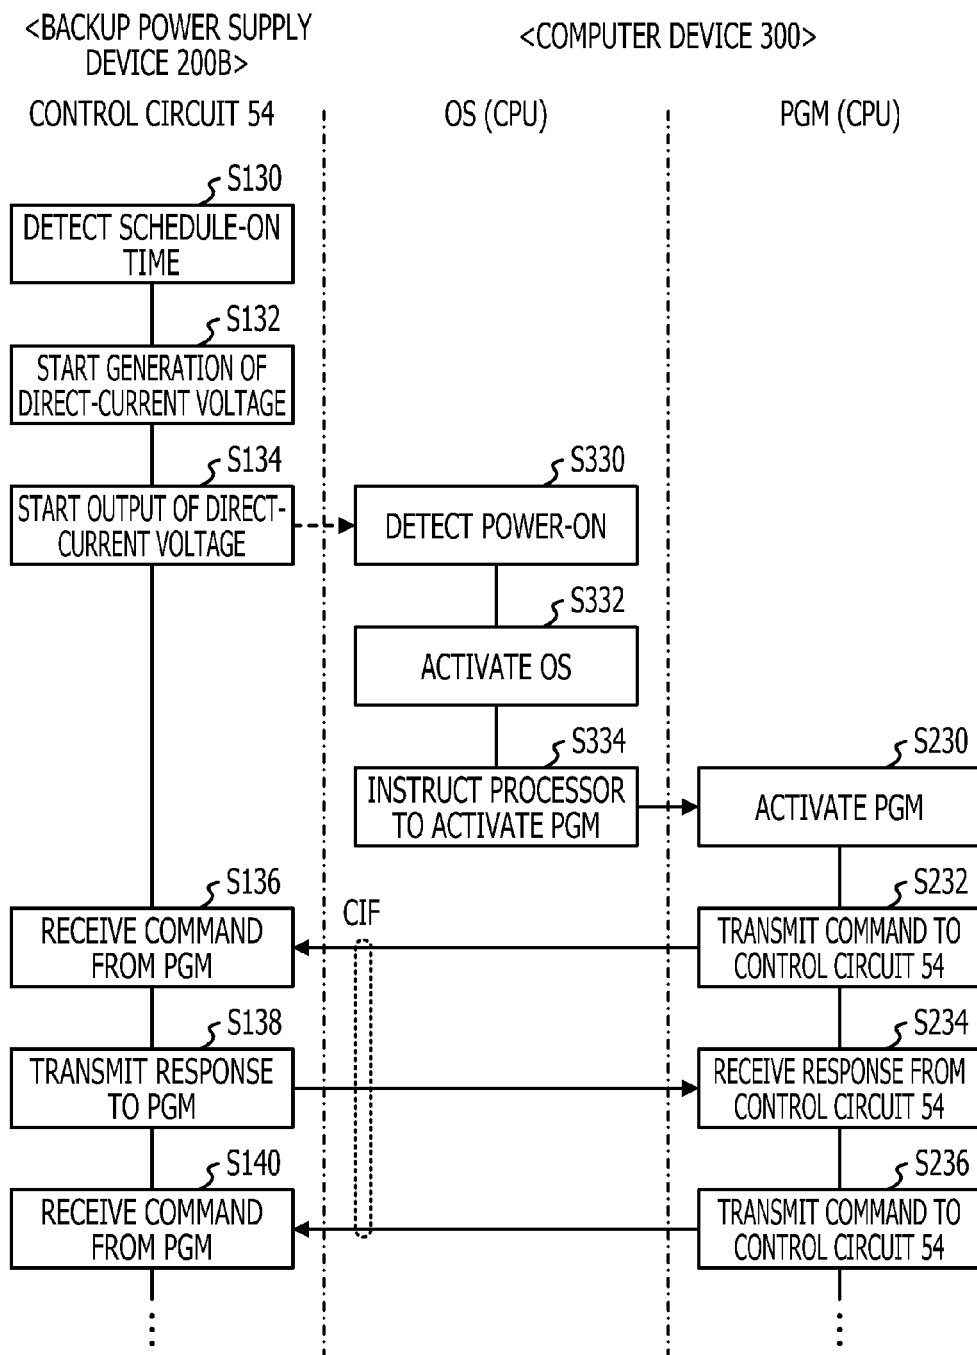 <BACKUP POWER SUPPLY
DEVICE 200B>
<COMPUTER DEVICE 300>
CONTROL CIRCUIT 54
OS (CPU)
PGM (CPU)
S130
DETECT SCHEDULE-ON
TIME
S132
START GENERATION OF
DIRECT-CURRENT VOLTAGE
S134
START OUTPUT OF DIRECT-
CURRENT VOLTAGE
S330
DETECT POWER-ON
S332
ACTIVATE OS
S334
INSTRUCT PROCESSOR
TO ACTIVATE PGM
S230
ACTIVATE PGM
S136
RECEIVE COMMAND
FROM PGM
CIF
S232
TRANSMIT COMMAND TO
CONTROL CIRCUIT 54
S138
TRANSMIT RESPONSE
TO PGM
S234
RECEIVE RESPONSE FROM
CONTROL CIRCUIT 54
S140
RECEIVE COMMAND
FROM PGM
S236
TRANSMIT COMMAND TO
CONTROL CIRCUIT 54